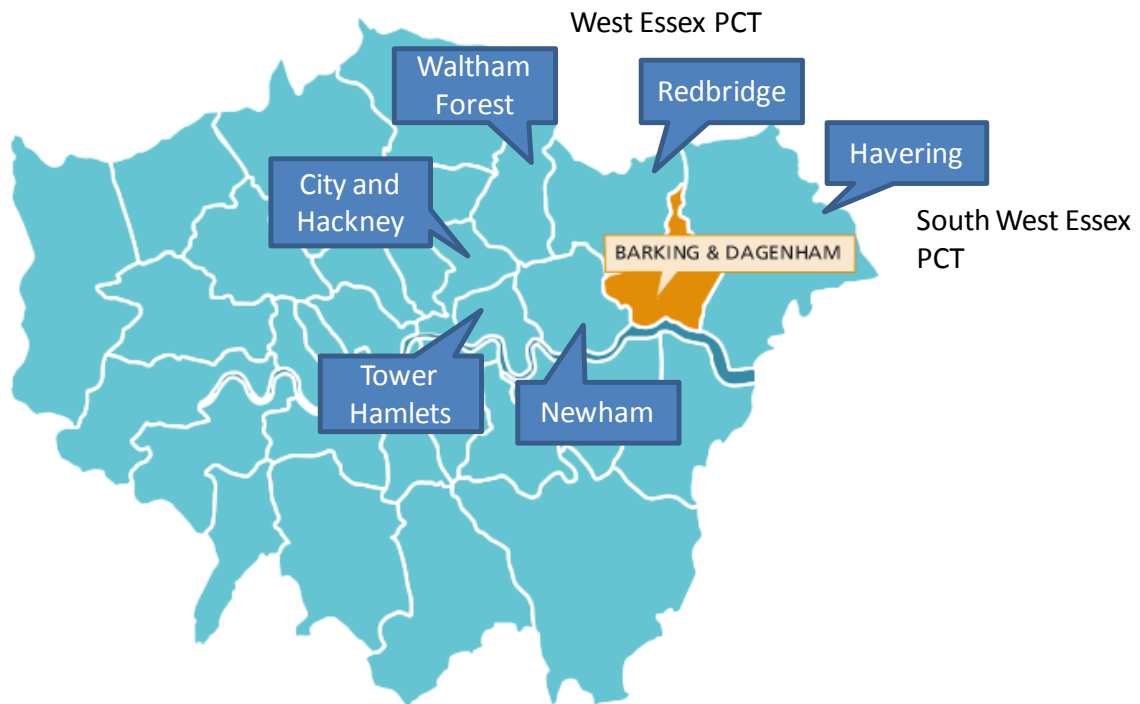 West Essex PCT
Waltham
Forest
Redbridge
Havering
City and
Hackney
South West Essex
PCT
BARKING & DAGENHAM
Tower
Hamlets
Newham